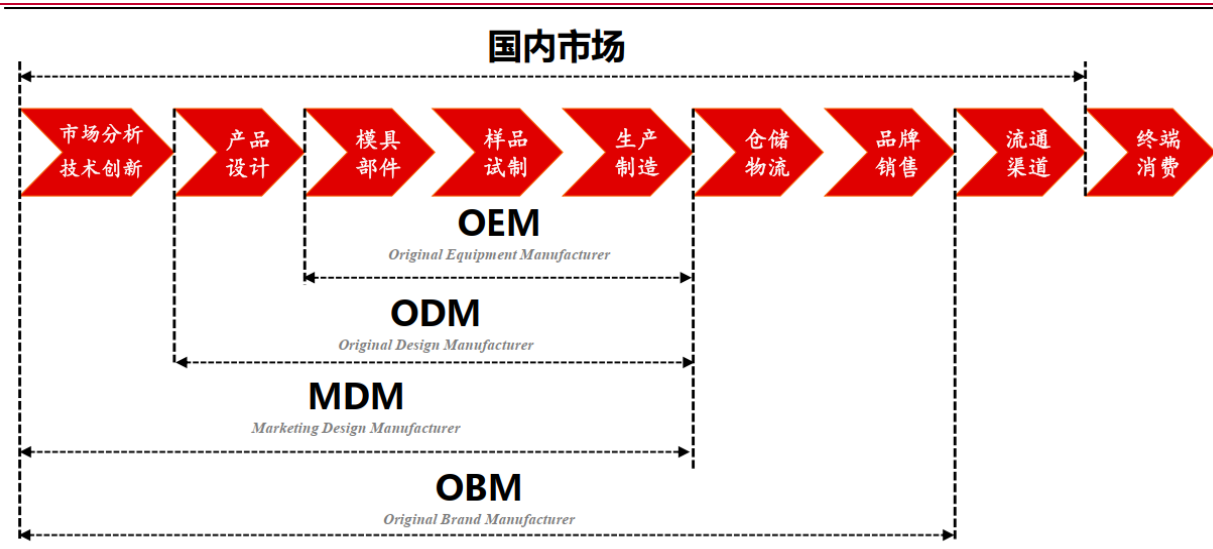 国内市场
市场分析
技术创新
产品
设计
模具
部件
样品
试制
生产
制造
仓储
物流
品牌
销售
流通
渠道
终端
消费
OEM
Original Equipment Manufacturer
ODM
Original Design Manufacturer
MDM
Marketing Design Manufacturer
OBM
Original Brand Manufacturer